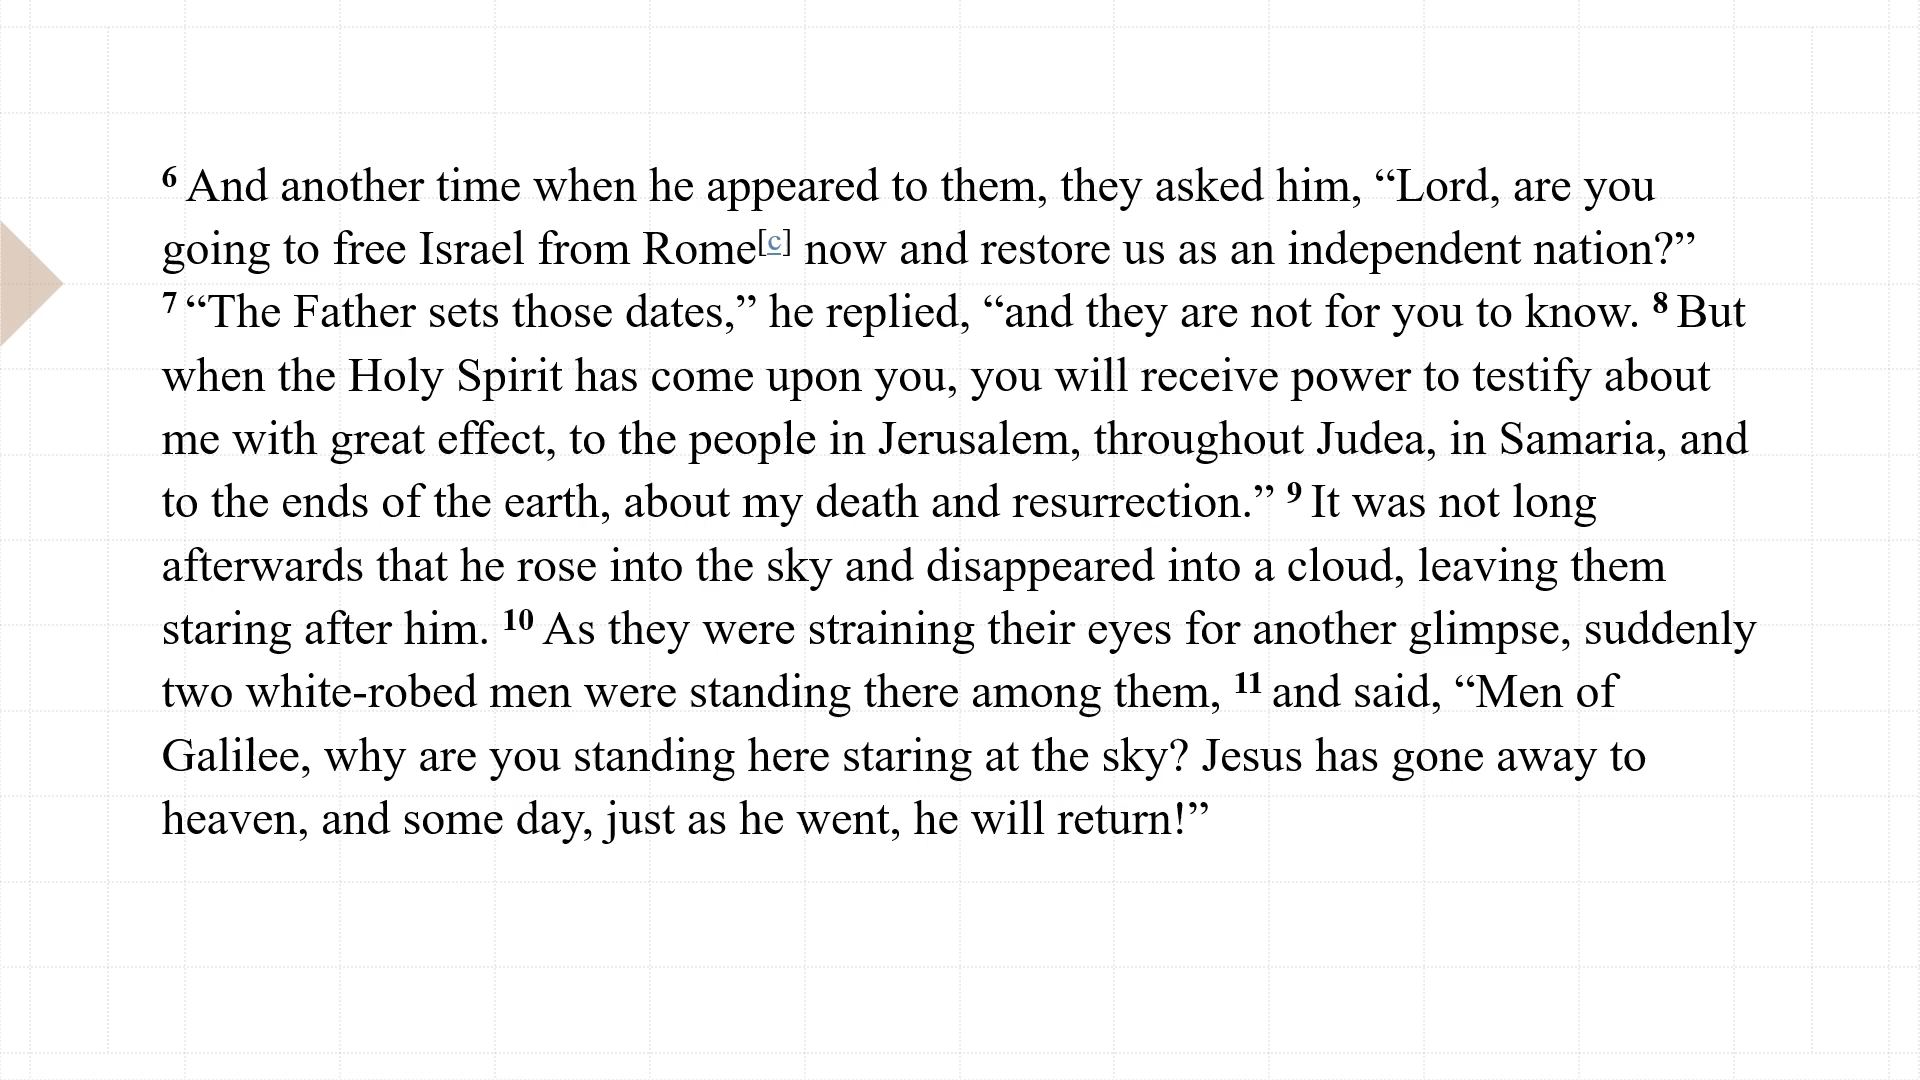 6 And another time when he appeared to them, they asked him, “Lord, are you
going to free Israel from Rome[c] now and restore us as an independent nation?”
7 “The Father sets those dates,” he replied, “and they are not for you to know. 8 But
when the Holy Spirit has come upon you, you will receive power to testify about
me with great effect, to the people in Jerusalem, throughout Judea, in Samaria, and
to the ends of the earth, about my death and resurrection.” 9 It was not long
afterwards that he rose into the sky and disappeared into a cloud, leaving them
staring after him. 10 As they were straining their eyes for another glimpse, suddenly
two white-robed men were standing there among them, 11 and said, “Men of
Galilee, why are you standing here staring at the sky? Jesus has gone away to
heaven, and some day, just as he went, he will return!”